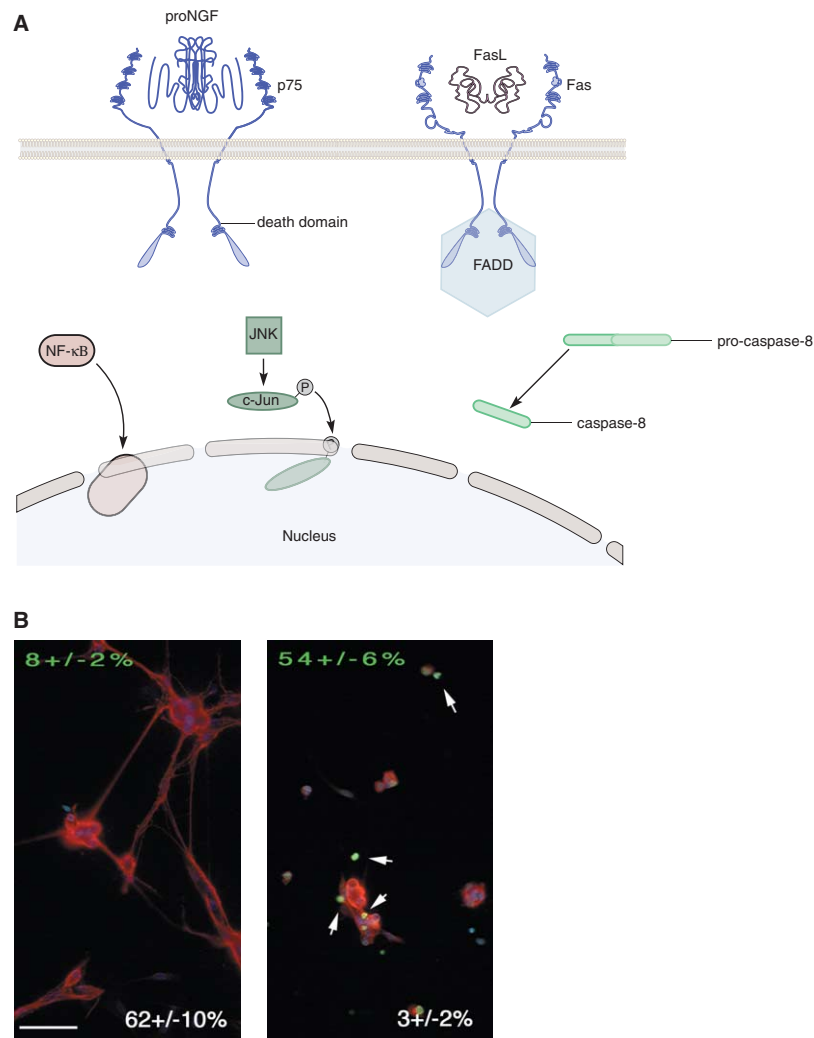 A
proNGF
p75
FasL
Fas
death domain
FADD
NF-κB
JNK
c-Jun
P
pro-caspase-8
caspase-8
Nucleus
B
8+/-2%
62+/-10%
54+/-6%
3+/-2%